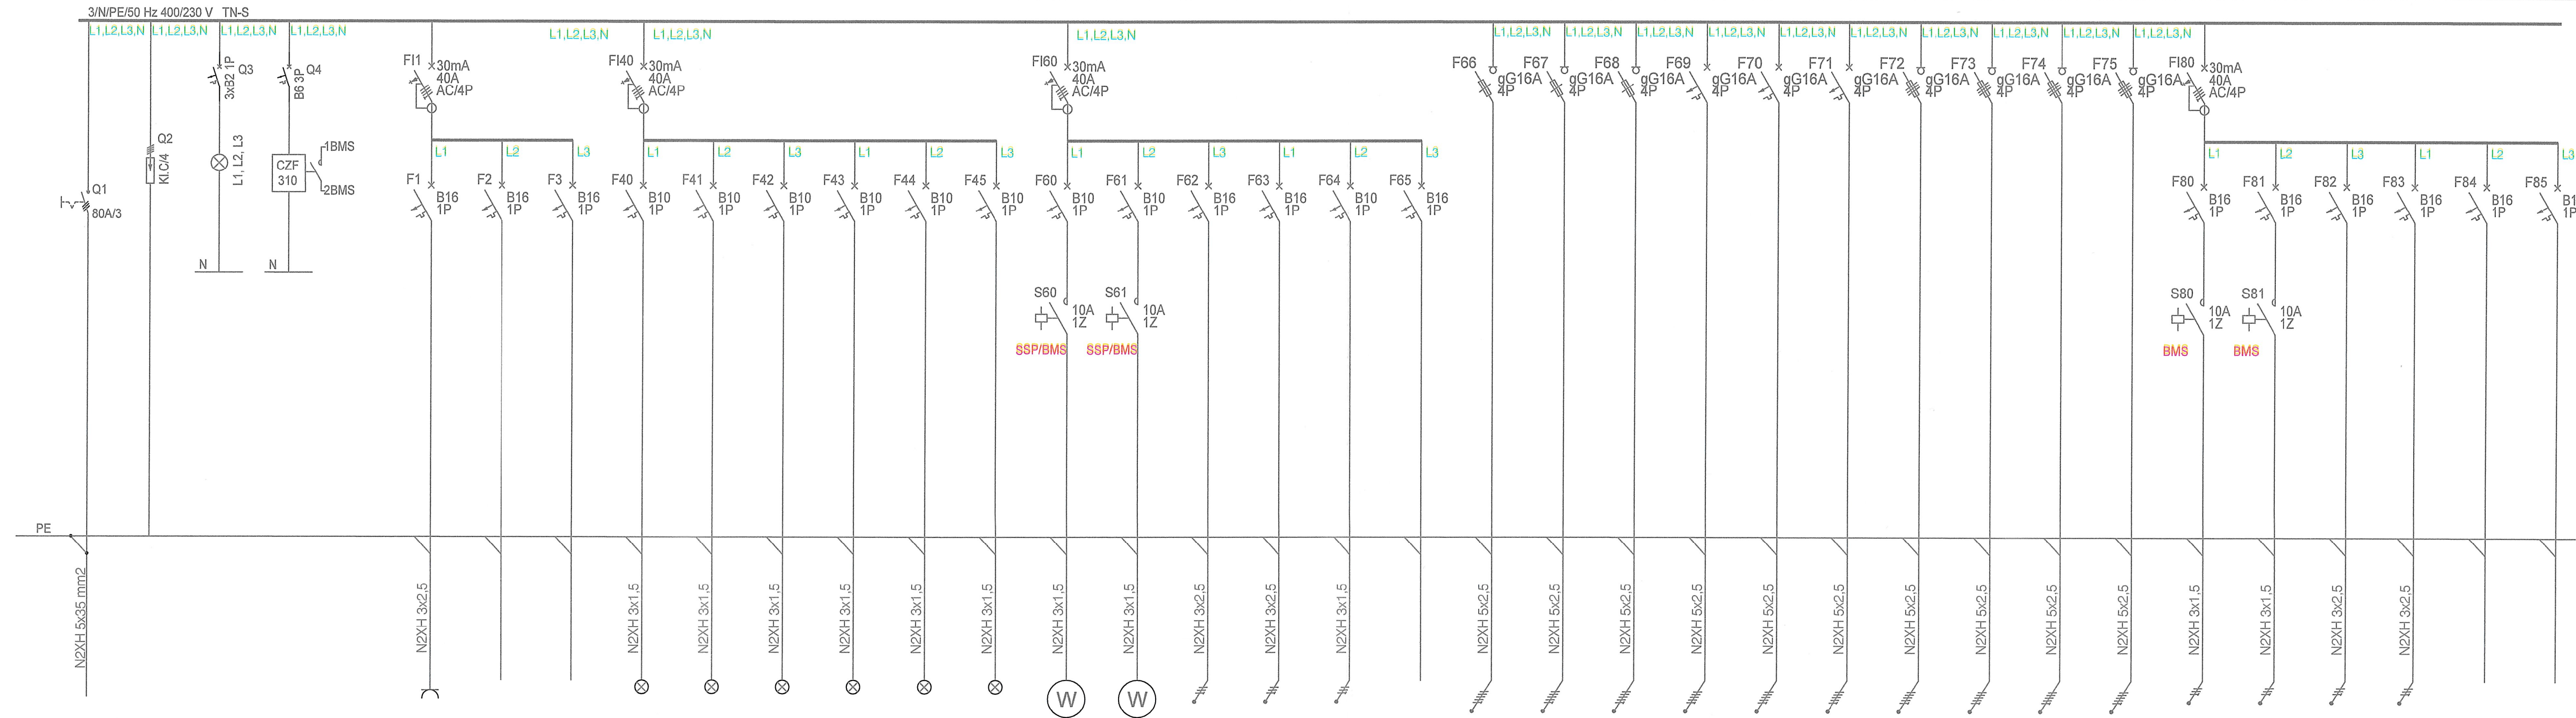 3/N/PE/50 Hz 400/230 V TN-S
L1,L2,L3,N L1,L2,L3,N L1,L2,L3,N L1,L2,L3,N L1,L2,L3,N L1,L2,L3,N L1,L2,L3,N L1,L2,L3,N L1,L2,L3,N L1,L2,L3,N L1,L2,L3,N L1,L2,L3,N L1,L2,L3,N L1,L2,L3,N L1,L2,L3,N L1,L2,L3,N L1,L2,L3,N
Q1
80A/3
Q2
Kl.C/4
Q3
3xB2 1P
L1, L2, L3
N
Q4
B6 3P
CZF
310
1BMS
2BMS
N
FI1
30mA
40A
AC/4P
FI40
30mA
40A
AC/4P
FI60
30mA
40A
AC/4P
F66
gG16A
4P
F67
gG16A
4P
F68
gG16A
4P
F69
gG16A
4P
F70
gG16A
4P
F71
gG16A
4P
F72
gG16A
4P
F73
gG16A
4P
F74
gG16A
4P
F75
gG16A
4P
FI80
30mA
40A
AC/4P
L1 L2 L3 L1 L2 L3 L1 L2 L3 L1 L2 L3 L1 L2 L3 L1 L2 L3 L1 L2 L3
F1
B16
1P
F2
B16
1P
F3
B16
1P
F40
B10
1P
F41
B10
1P
F42
B10
1P
F43
B10
1P
F44
B10
1P
F45
B10
1P
F60
B10
1P
F61
B10
1P
F62
B16
1P
F63
B16
1P
F64
B10
1P
F65
B16
1P
F80
B16
1P
F81
B16
1P
F82
B16
1P
F83
B16
1P
F84
B16
1P
F85
S60
10A
1Z
SSP/BMS
S61
10A
1Z
SSP/BMS
S80
10A
1Z
BMS
S81
10A
1Z
BMS
PE
N2XH 5x35 mm2
N2XH 3x2,5
N2XH 3x1,5
N2XH 3x1,5
N2XH 3x1,5
N2XH 3x1,5
N2XH 3x1,5
N2XH 3x1,5
N2XH 3x1,5
N2XH 3x1,5
N2XH 3x2,5
N2XH 3x2,5
N2XH 3x1,5
N2XH 5x2,5
N2XH 5x2,5
N2XH 5x2,5
N2XH 5x2,5
N2XH 5x2,5
N2XH 5x2,5
N2XH 5x2,5
N2XH 5x2,5
N2XH 5x2,5
N2XH 5x2,5
N2XH 3x1,5
N2XH 3x1,5
N2XH 3x2,5
N2XH 3x2,5
W
W